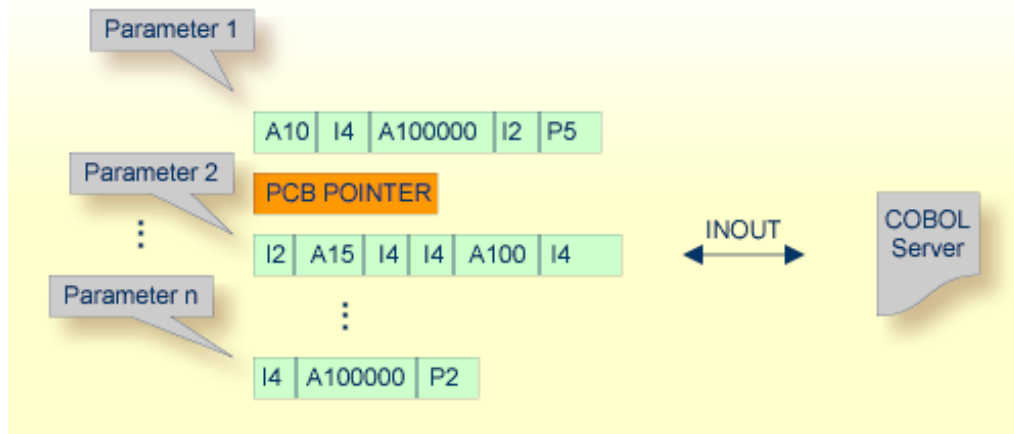 Parameter 1
A10 I4 A100000 I2 P5
Parameter 2
PCB POINTER
I2 A15 I4 I4 A100 I4
INOUT
COBOL
Server
Parameter n
I4 A100000 P2